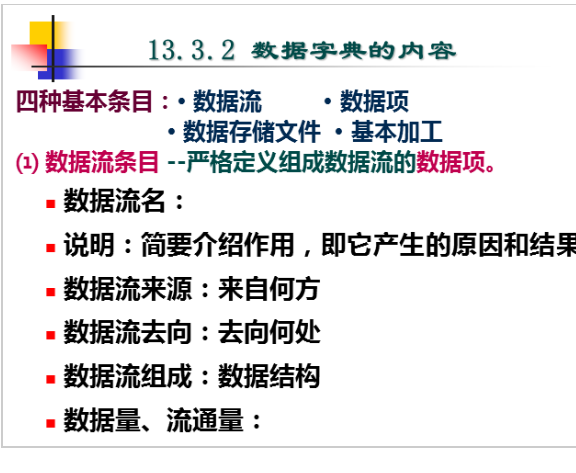 13.3.2 数据字典的内容
四种基本条目：•数据流 •数据项
•数据存储文件 •基本加工
⑴ 数据流条目 --严格定义组成数据流的数据项。
▪ 数据流名：
▪ 说明：简要介绍作用，即它产生的原因和结果
▪ 数据流来源：来自何方
▪ 数据流去向：去向何处
▪ 数据流组成：数据结构
▪ 数据量、流通量：